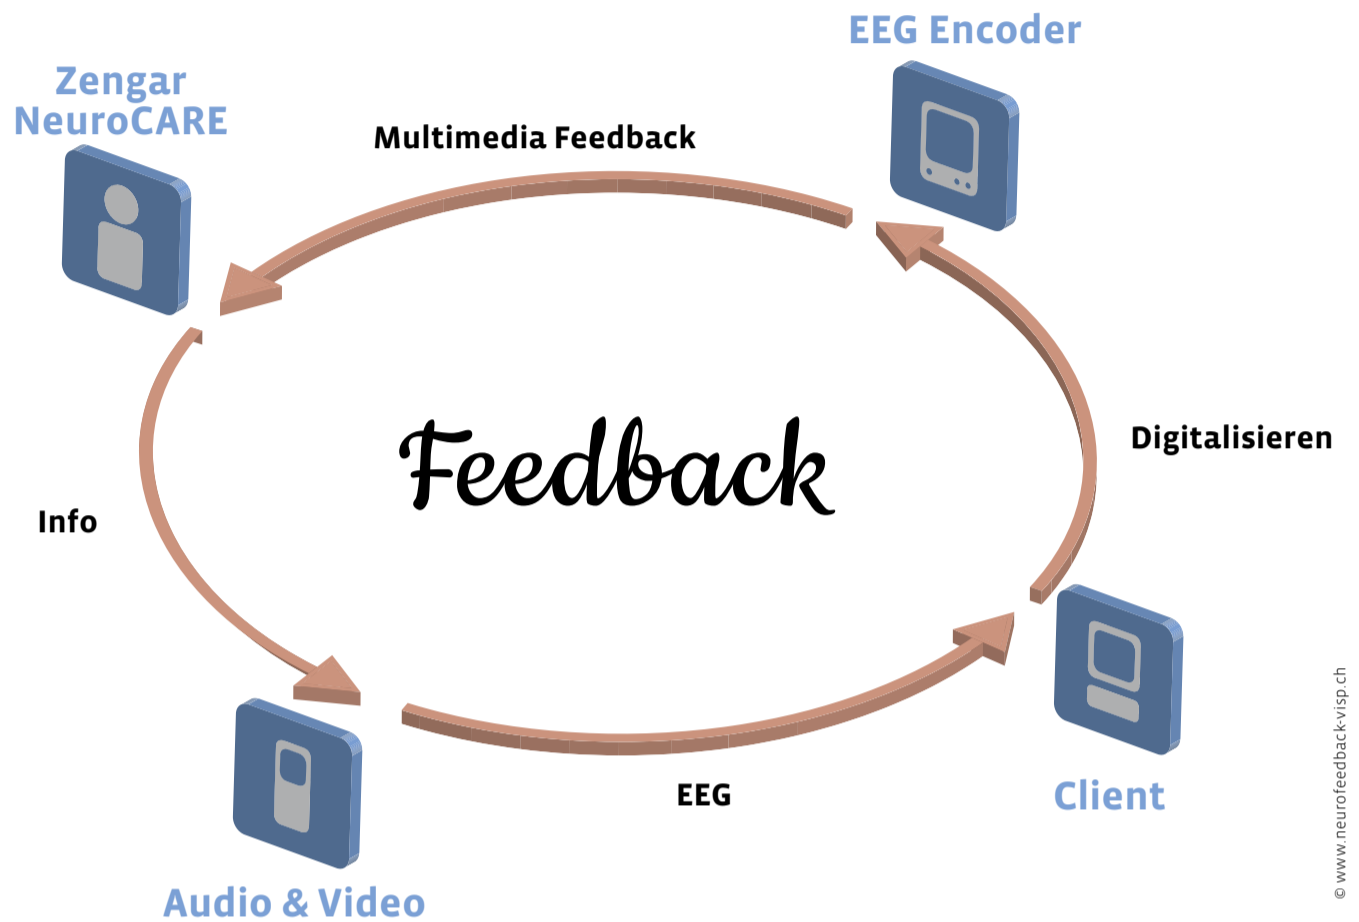 EEG Encoder
Zengar
NeuroCARE
Multimedia Feedback
Digitalisieren
Feedback
Info
EEG
Client
Audio & Video
© www.neurofeedback-visp.ch